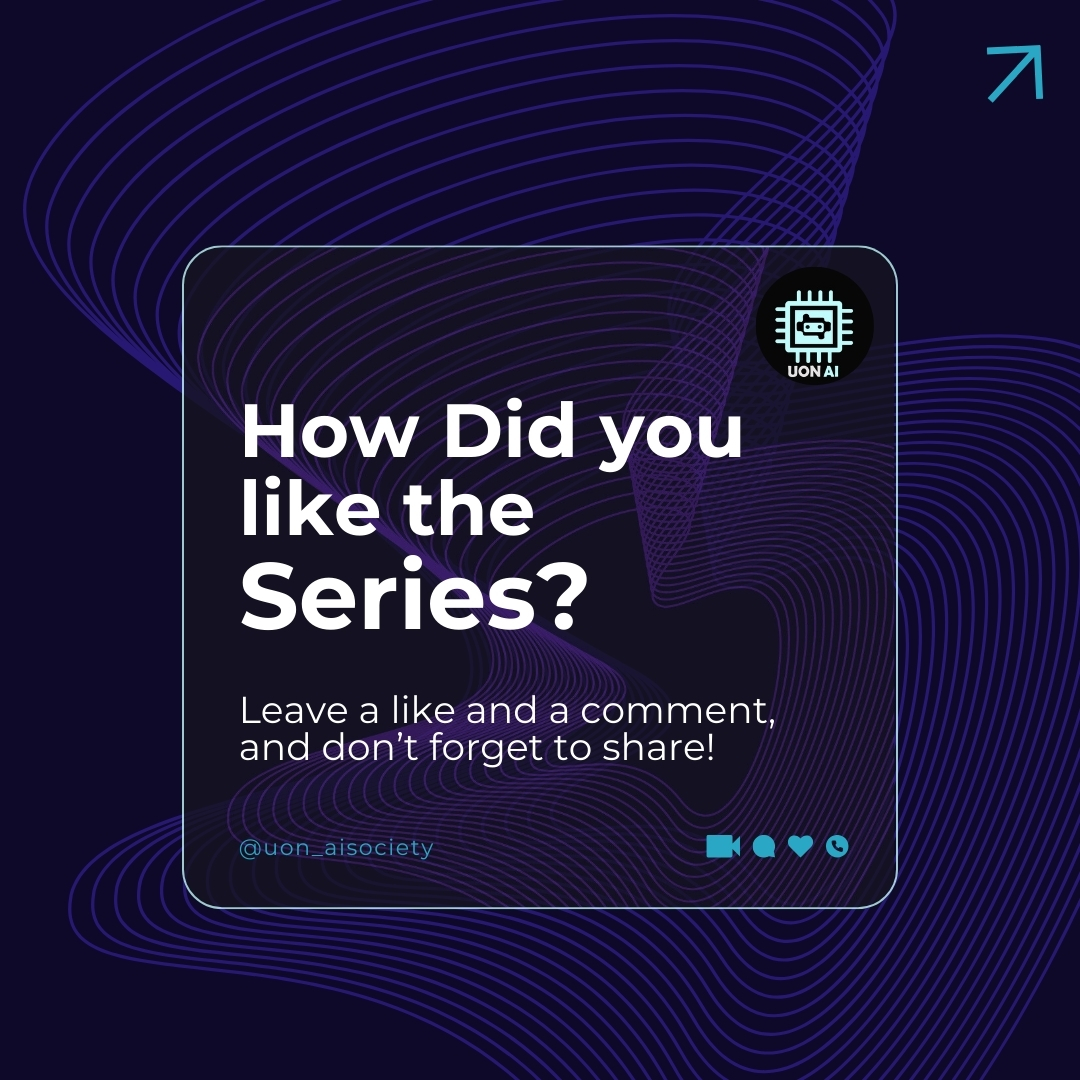 UON AI
How Did you
like the
Series?
Leave a like and a comment,
and don’t forget to share!
@uon_aisociety